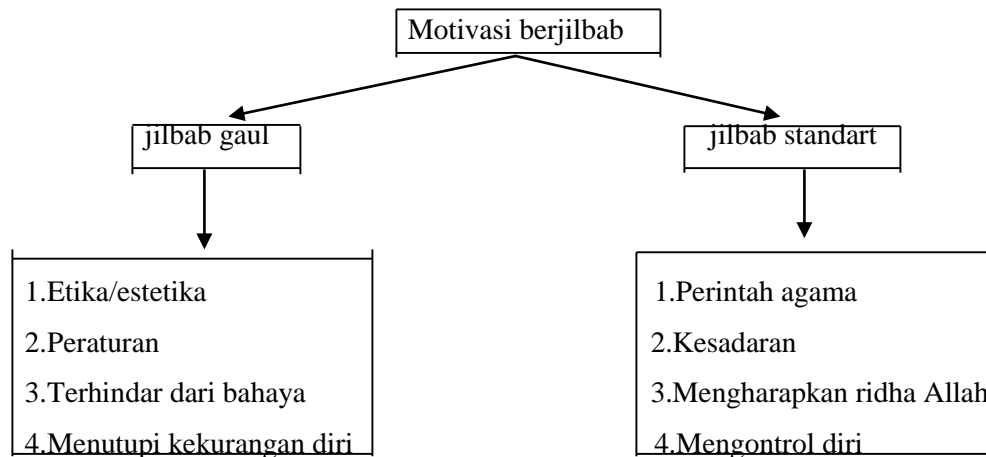 Motivasi berjilbab
jilbab gaul
jilbab standart
1.Etika/estetika
2.Peraturan
3.Terhindar dari bahaya
4.Menutupi kekurangan diri
1.Perintah agama
2.Kesadaran
3.Mengharapkan ridha Allah
4.Mengontrol diri